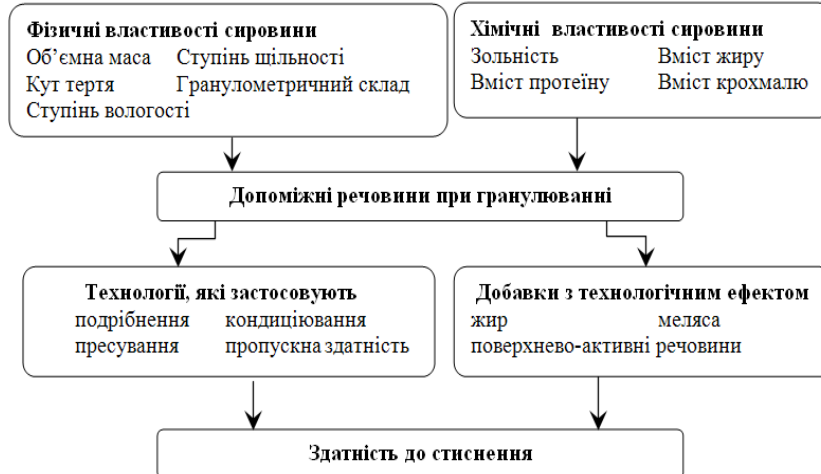 Фізичні властивості сировини
Об’ємна маса Ступінь щільності
Кут тертя Гранулометричний склад
Ступінь вологості
Хімічні властивості сировини
Зольність Вміст жиру
Вміст протеїну Вміст крохмалю
Допоміжні речовини при гранулюванні
Технології, які застосовують
подрібнення кондиціювання
пресування пропускна здатність
Добавки з технологічним ефектом
жир меляса
поверхнево-активні речовини
Здатність до стиснення